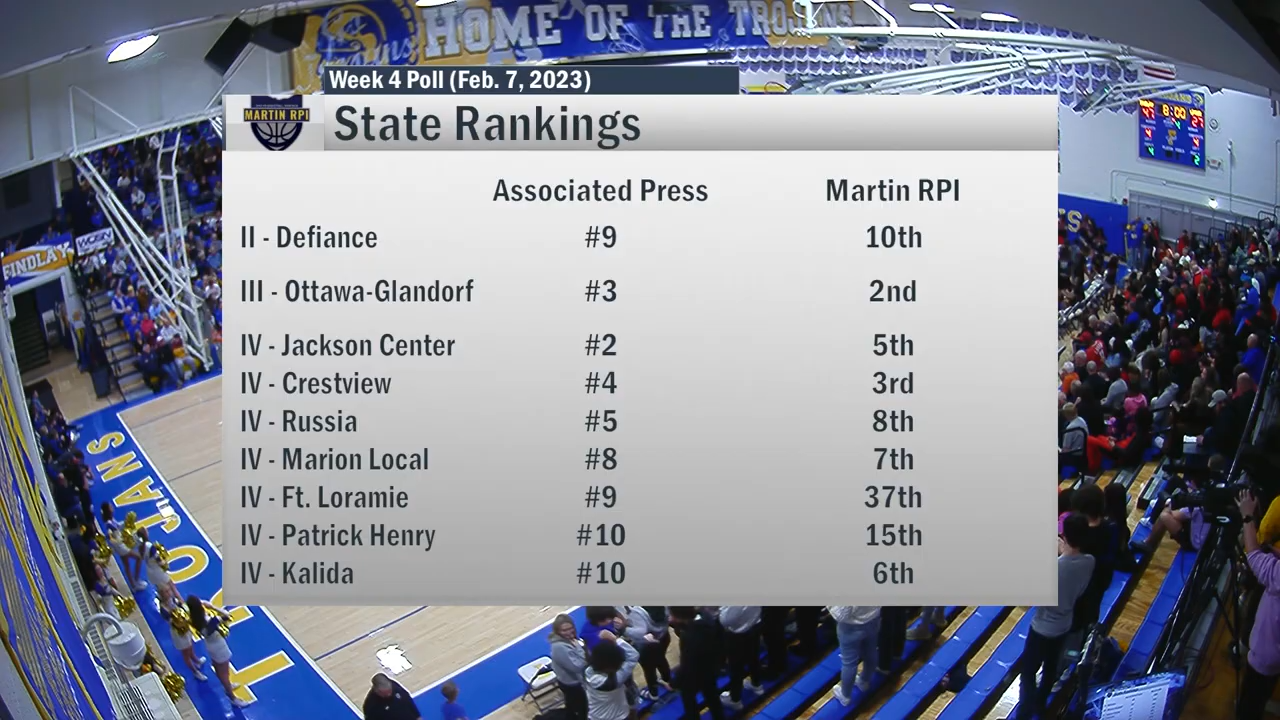 HOME OF THE TROJANS
Week 4 Poll (Feb. 7, 2023)
MARTIN RPI
State Rankings
Associated Press Martin RPI
II - Defiance #9 10th
III - Ottawa-Glandorf #3 2nd
IV - Jackson Center #2 5th
IV - Crestview #4 3rd
IV - Russia #5 8th
IV - Marion Local #8 7th
IV - Ft. Loramie #9 37th
IV - Patrick Henry #10 15th
IV - Kalida #10 6th
FINDLAY
WOSN
8:00
TROJANS